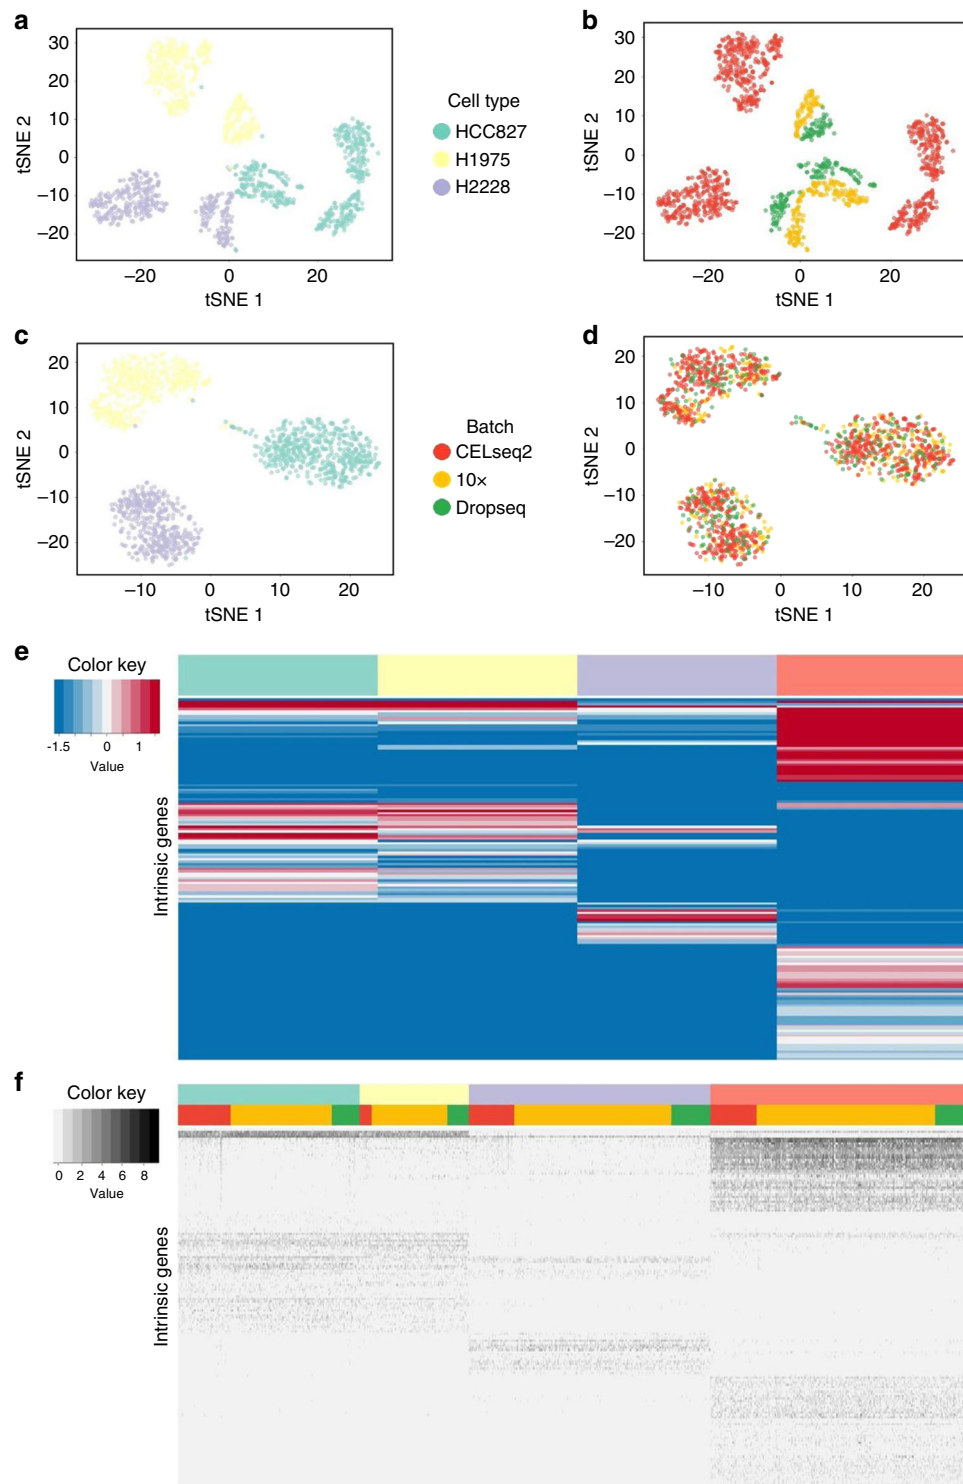 a
30
20
10
0
−10
−20
tSNE 2
−20
0
20
tSNE 1
Cell type
HCC827
H1975
H2228
b
30
20
10
0
−10
−20
tSNE 2
−20
0
20
tSNE 1
c
20
10
0
−10
−20
tSNE 2
−10
0
10
20
tSNE 1
Batch
CELseq2
10×
Dropseq
d
20
10
0
−10
−20
tSNE 2
−10
0
10
20
tSNE 1
e
Color key
-1.5
0
1
Value
Intrinsic genes
f
Color key
0 2 4 6 8
Value
Intrinsic genes